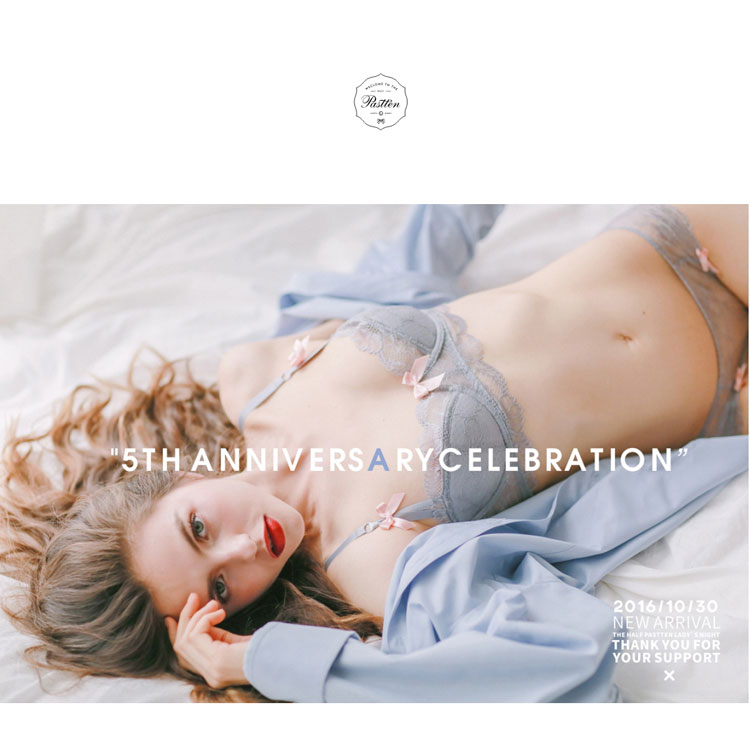 WELCOME TO THE
Pasttèn
"5TH ANNIVERSARYCELEBRATION”
2016/10/30
NEW ARRIVAL
THE HALF PASTTEN LADY´S NIGHT
THANK YOU FOR
YOUR SUPPORT